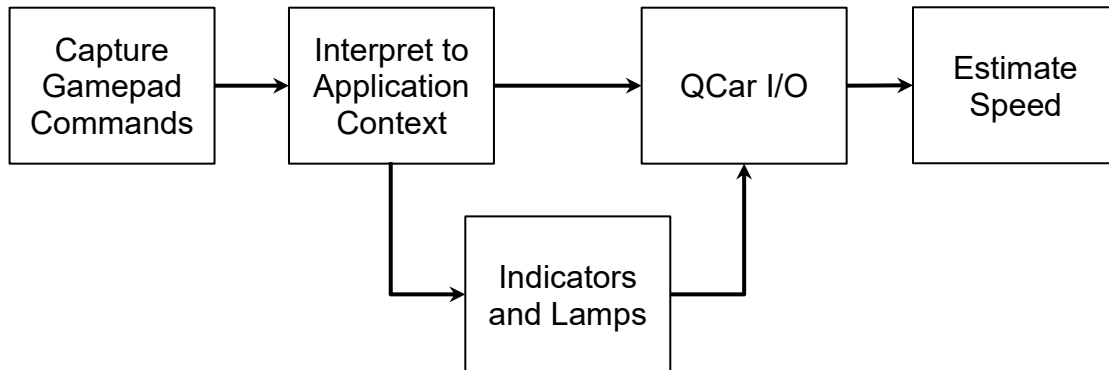 Capture
Gamepad
Commands
Interpret to
Application
Context
QCar I/O
Estimate
Speed
Indicators
and Lamps